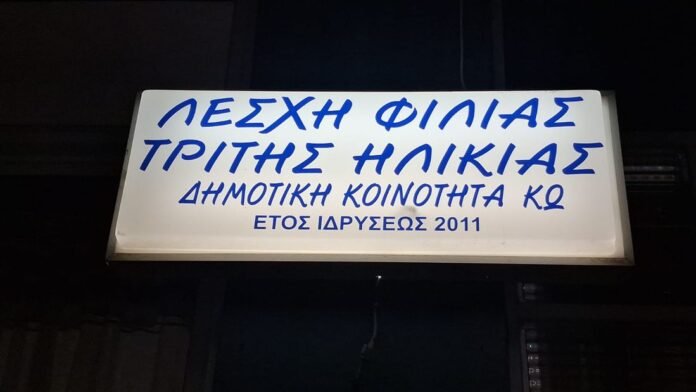 ΛΕΣΧΗ ΦΙΛΙΑΣ
ΤΡΙΤΗΣ ΗΛΙΚΙΑΣ
ΔΗΜΟΤΙΚΗ ΚΟΙΝΟΤΗΤΑ ΚΩ
ΕΤΟΣ ΙΔΡΥΣΕΩΣ 2011